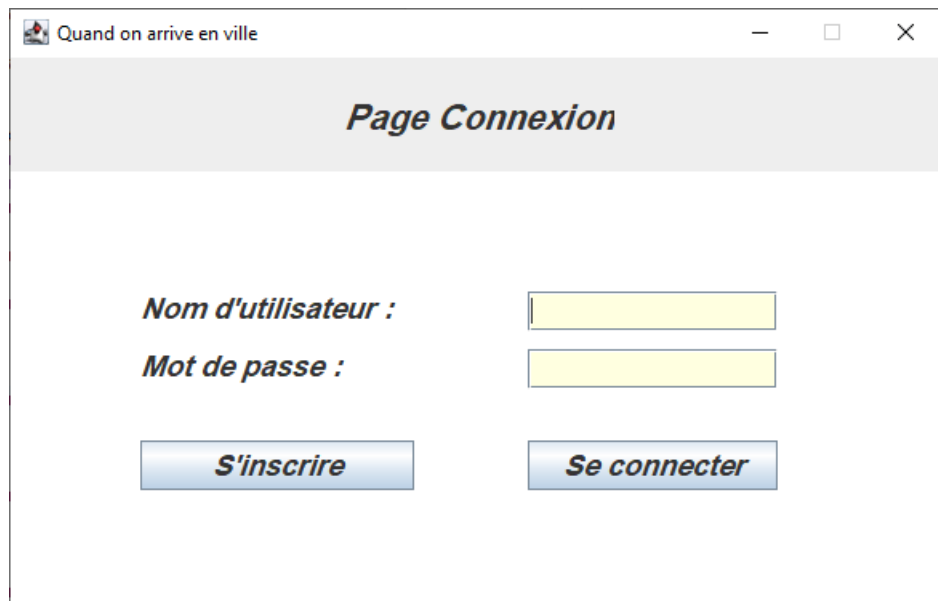 Quand on arrive en ville
Page Connexion
Nom d'utilisateur :
Mot de passe :
S'inscrire
Se connecter